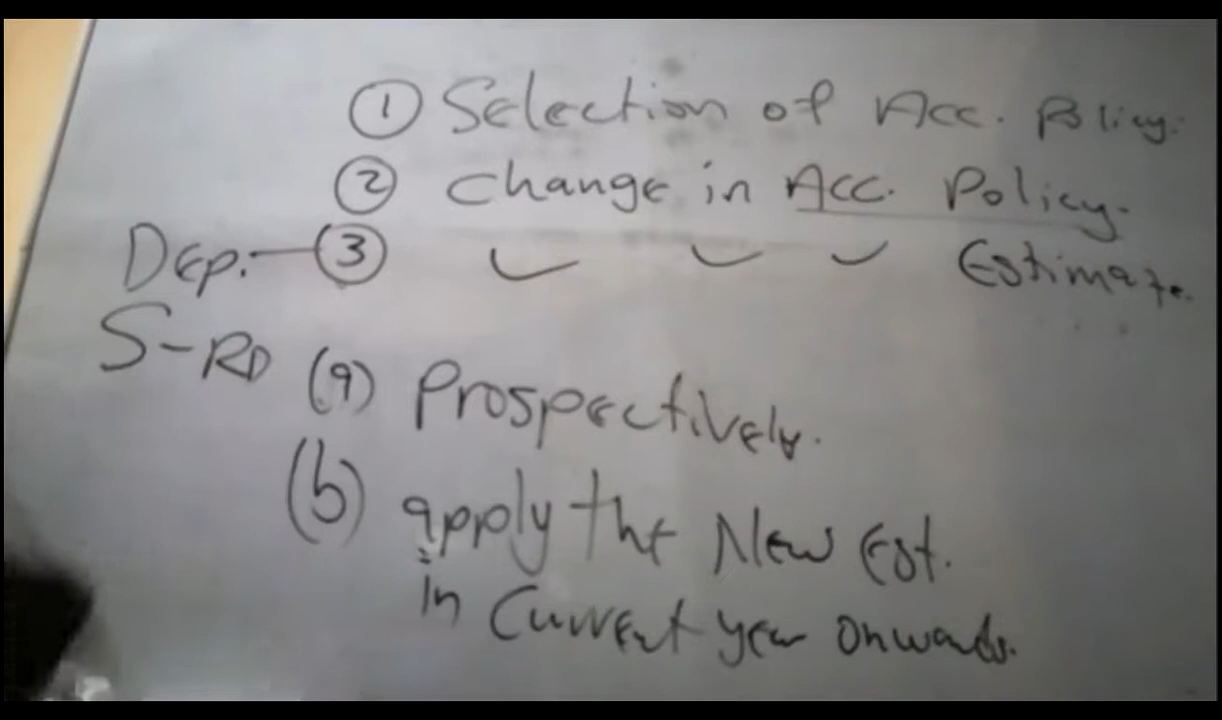 ① Selection of Acc. Policy.
② Change in Acc. Policy.
Dep. — ③ ✓ ✓ ✓ Estimate.
S-RD (a) Prospectively.
(b) apply the New Est.
in Current year onwards.